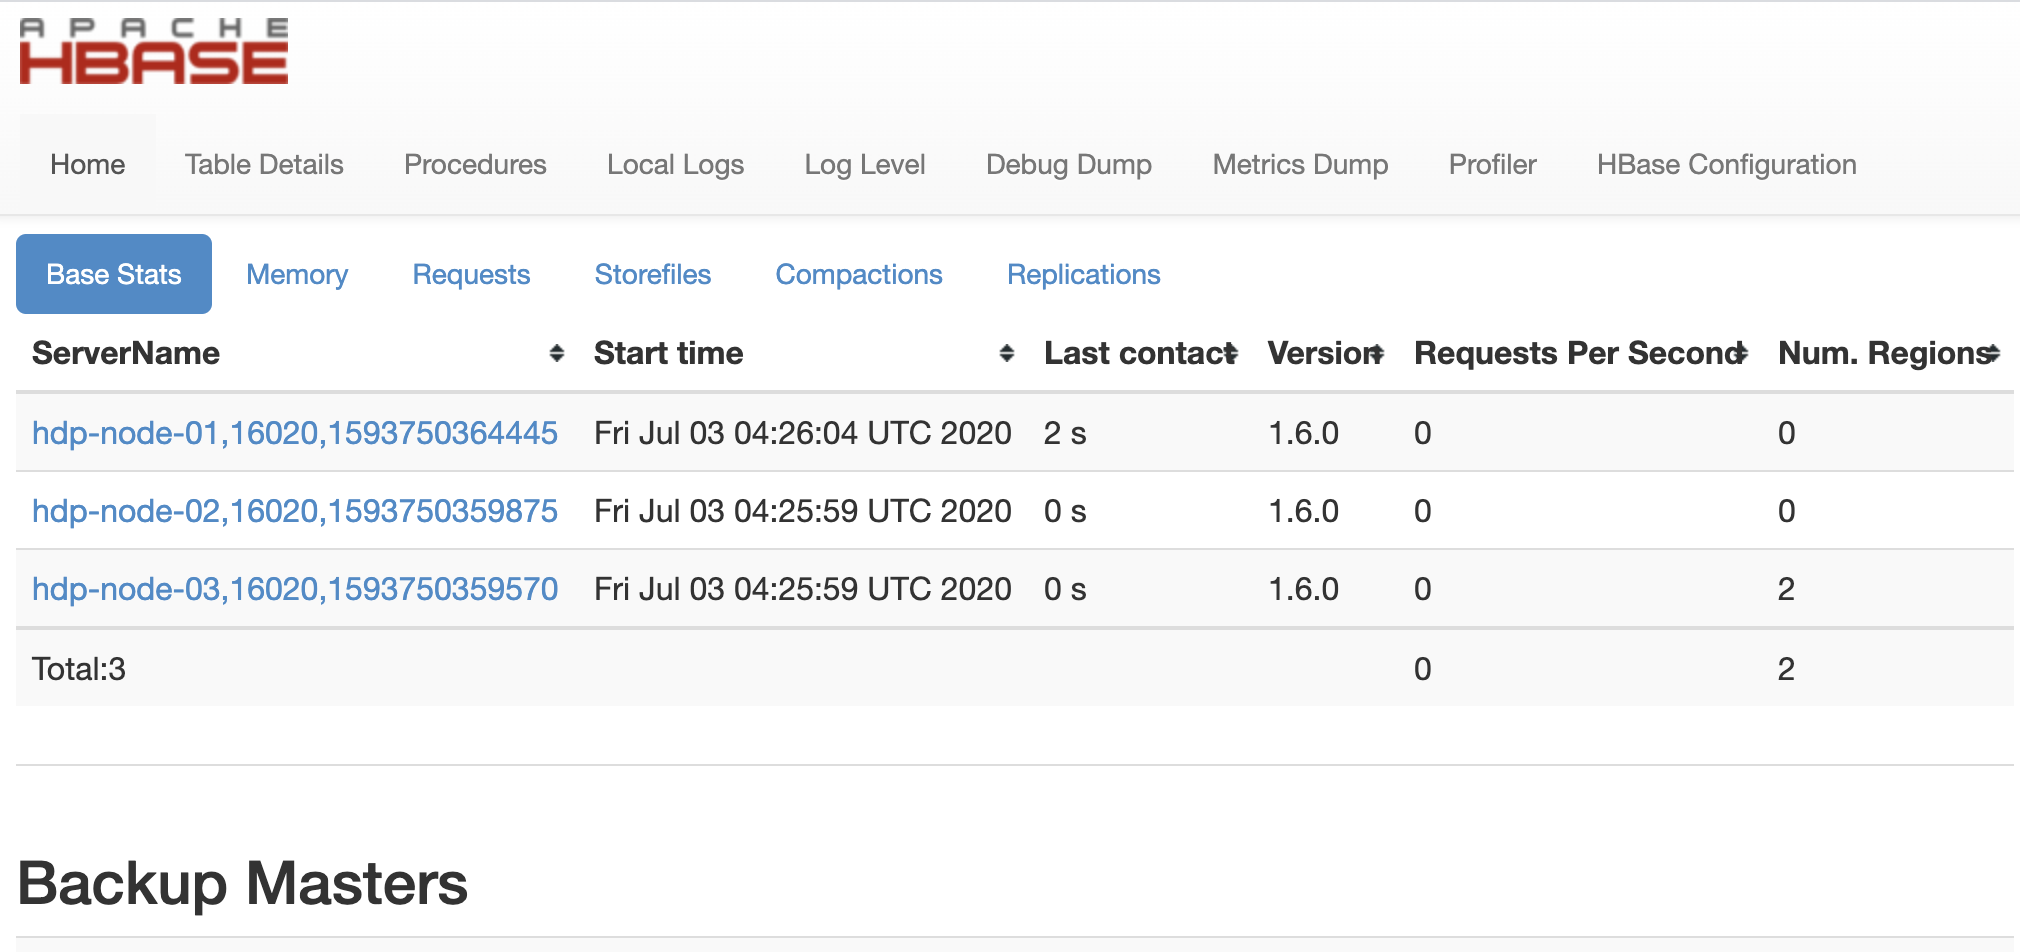 APACHE
HBASE
Home Table Details Procedures Local Logs Log Level Debug Dump Metrics Dump Profiler HBase Configuration
Base Stats Memory Requests Storefiles Compactions Replications
ServerName Start time Last contact Version Requests Per Second Num. Regions
hdp-node-01,16020,1593750364445 Fri Jul 03 04:26:04 UTC 2020 2 s 1.6.0 0 0
hdp-node-02,16020,1593750359875 Fri Jul 03 04:25:59 UTC 2020 0 s 1.6.0 0 0
hdp-node-03,16020,1593750359570 Fri Jul 03 04:25:59 UTC 2020 0 s 1.6.0 0 2
Total:3 0 2
Backup Masters